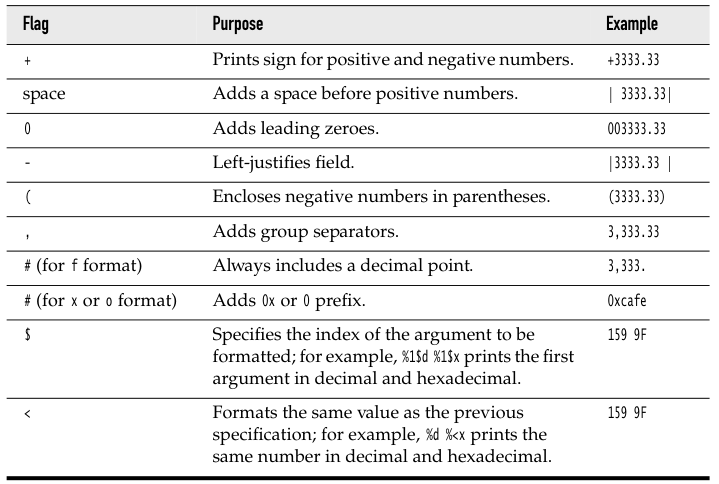 Flag Purpose Example
+ Prints sign for positive and negative numbers. +3333.33
space Adds a space before positive numbers. | 3333.33|
0 Adds leading zeroes. 003333.33
- Left-justifies field. |3333.33 |
( Encloses negative numbers in parentheses. (3333.33)
, Adds group separators. 3,333.33
# (for f format) Always includes a decimal point. 3,333.
# (for x or o format) Adds 0x or 0 prefix. 0xcafe
$ Specifies the index of the argument to be 159 9F
formatted; for example, %1$d %1$x prints the first
argument in decimal and hexadecimal.
< Formats the same value as the previous 159 9F
specification; for example, %d %<x prints the
same number in decimal and hexadecimal.